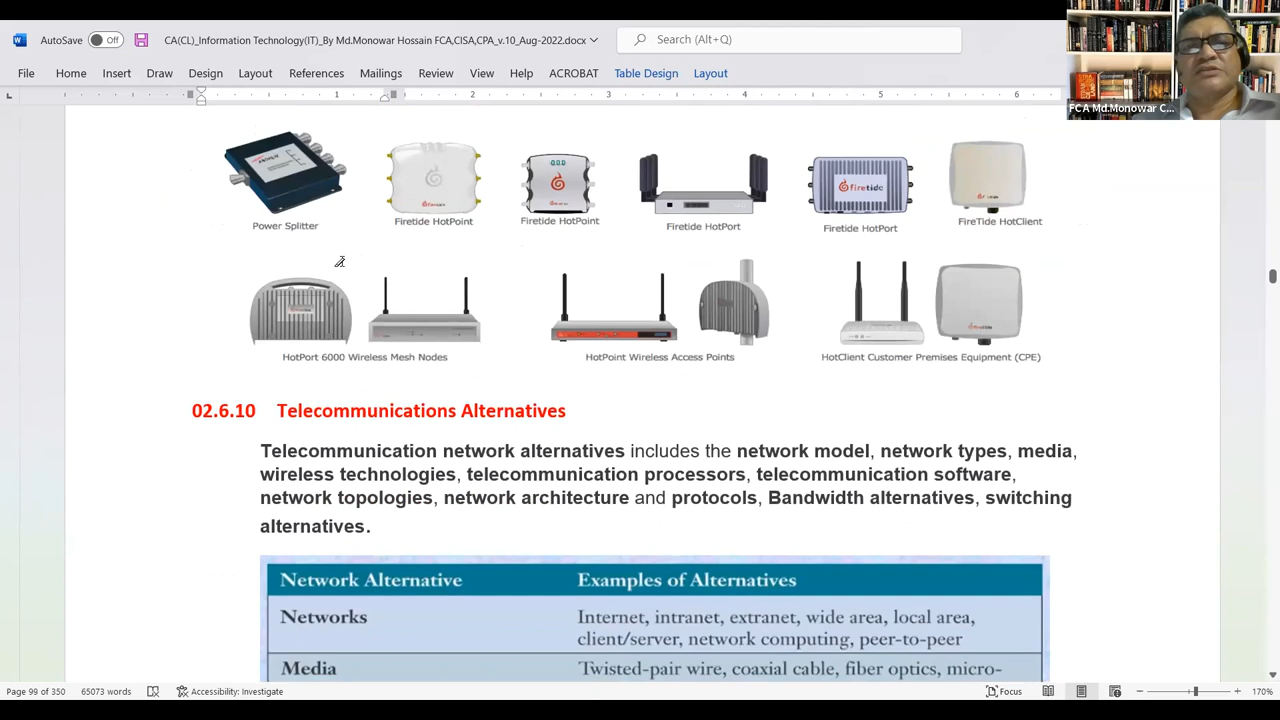 AutoSave Off CA(CL)_Information Technology(IT)_By Md.Monowar Hossain FCA,CISA,CPA_v.10_Aug-2022.docx Search (Alt+Q)
File Home Insert Draw Design Layout References Mailings Review View Help ACROBAT Table Design Layout
FCA Md.Monowar C...
1 2 3 4 5 6
firetide
Power Splitter Firetide HotPoint Firetide HotPoint Firetide HotPort Firetide HotPort FireTide HotClient
HotPort 6000 Wireless Mesh Nodes HotPoint Wireless Access Points HotClient Customer Premises Equipment (CPE)
02.6.10 Telecommunications Alternatives
Telecommunication network alternatives includes the network model, network types, media,
wireless technologies, telecommunication processors, telecommunication software,
network topologies, network architecture and protocols, Bandwidth alternatives, switching
alternatives.
Network Alternative Examples of Alternatives
Networks Internet, intranet, extranet, wide area, local area,
client/server, network computing, peer-to-peer
Media Twisted-pair wire, coaxial cable, fiber optics, micro-
Page 99 of 350 65073 words Accessibility: Investigate Focus 170%